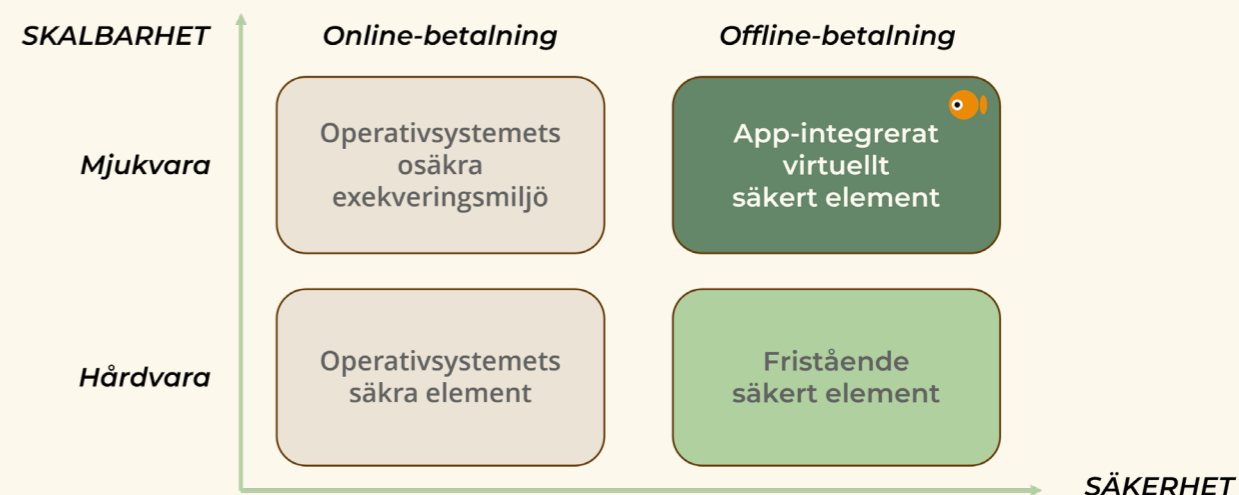 SKALBARHET
Online-betalning
Offline-betalning
Mjukvara
Operativsystemets
osäkra
exekveringsmiljö
App-integrerat
virtuellt
säkert element
Hårdvara
Operativsystemets
säkra element
Fristående
säkert element
SÄKERHET